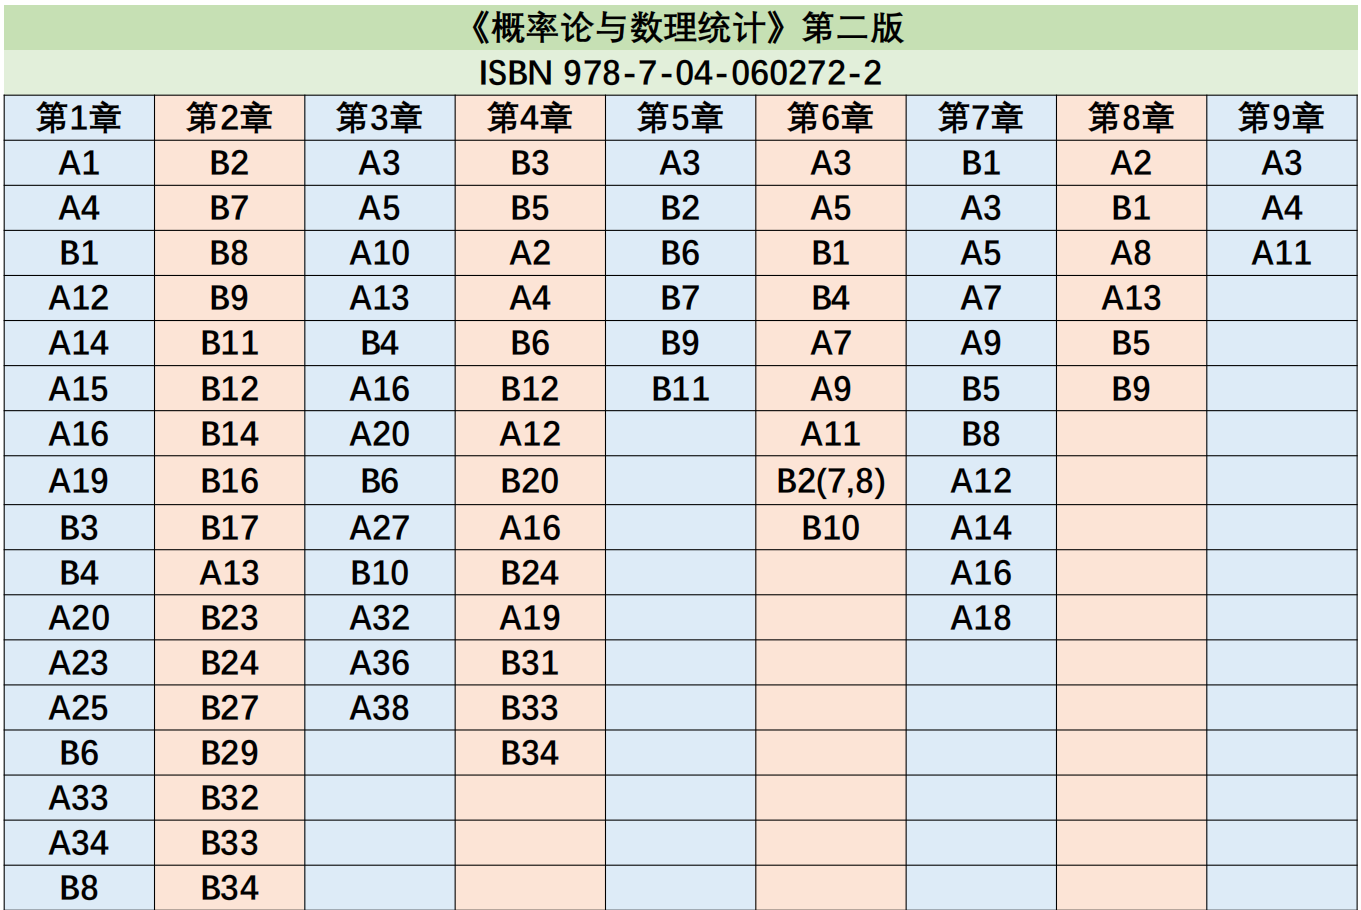 《概率论与数理统计》第二版
ISBN 978-7-04-060272-2
第1章 第2章 第3章 第4章 第5章 第6章 第7章 第8章 第9章
A1 B2 A3 B3 A3 A3 B1 A2 A3
A4 B7 A5 B5 B2 A5 A3 B1 A4
B1 B8 A10 A2 B6 B1 A5 A8 A11
A12 B9 A13 A4 B7 B4 A7 A13
A14 B11 B4 B6 B9 A7 A9 B5
A15 B12 A16 B12 B11 A9 B5 B9
A16 B14 A20 A12 A11 B8
A19 B16 B6 B20 B2(7,8) A12
B3 B17 A27 A16 B10 A14
B4 A13 B10 B24 A16
A20 B23 A32 A19 A18
A23 B24 A36 B31
A25 B27 A38 B33
B6 B29 B34
A33 B32
A34 B33
B8 B34